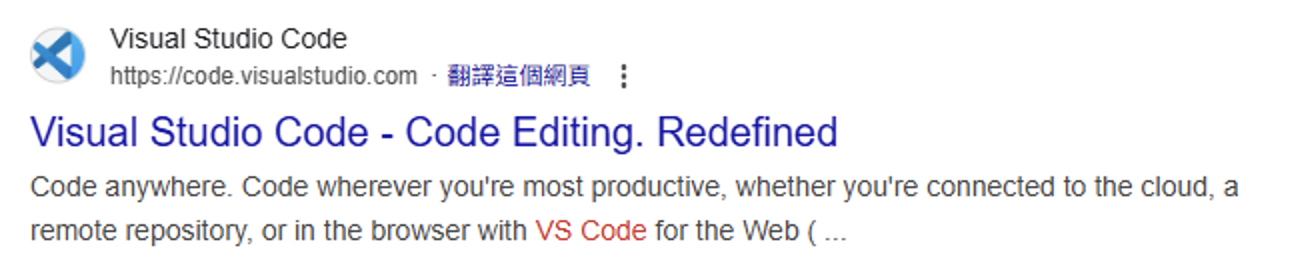 Visual Studio Code
https://code.visualstudio.com · 翻譯這個網頁
Visual Studio Code - Code Editing. Redefined
Code anywhere. Code wherever you're most productive, whether you're connected to the cloud, a
remote repository, or in the browser with VS Code for the Web ( ...